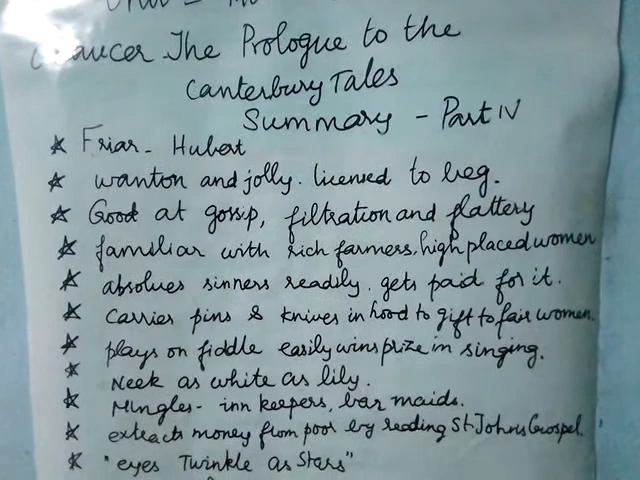 Chaucer The Prologue to the
Canterbury Tales
Summary - Part IV
Friar - Hubert
wanton and jolly. licensed to beg.
Good at gossip, filtration and flattery
familiar with rich farmers, high placed women
absolves sinners readily. gets paid for it.
Carries pins & knives in hood to gift to fair women.
plays on fiddle easily wins prize in singing.
Neek as white as lily.
Mingles - inn keepers, bar maids.
extracts money from poor by reading St. Johns Gospel.
"eyes Twinkle as Stars"